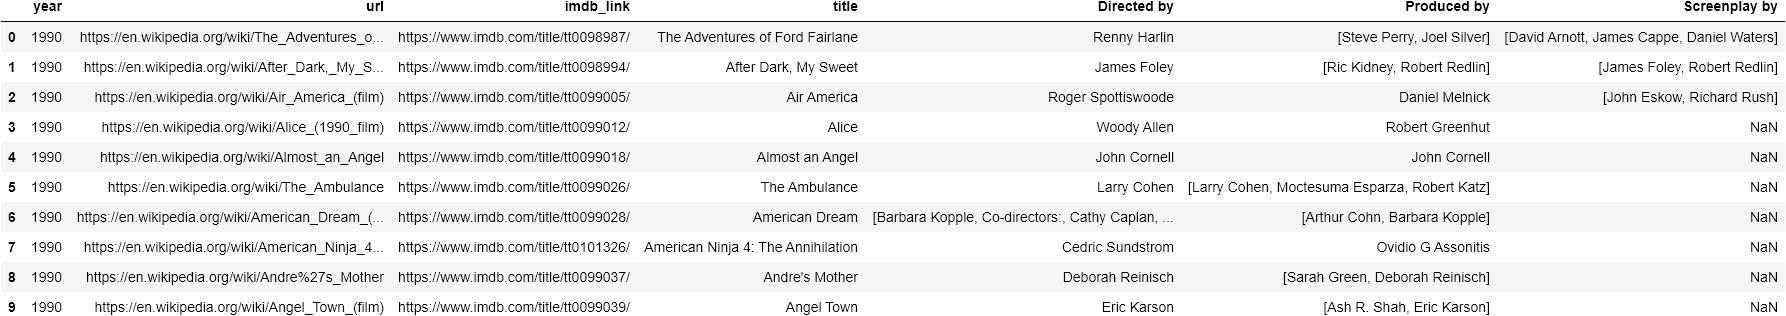 year url imdb_link title Directed by Produced by Screenplay by
0 1990 https://en.wikipedia.org/wiki/The_Adventures_o... https://www.imdb.com/title/tt0098987/ The Adventures of Ford Fairlane Renny Harlin [Steve Perry, Joel Silver] [David Arnott, James Cappe, Daniel Waters]
1 1990 https://en.wikipedia.org/wiki/After_Dark,_My_S... https://www.imdb.com/title/tt0098994/ After Dark, My Sweet James Foley [Ric Kidney, Robert Redlin] [James Foley, Robert Redlin]
2 1990 https://en.wikipedia.org/wiki/Air_America_(film) https://www.imdb.com/title/tt0099005/ Air America Roger Spottiswoode Daniel Melnick [John Eskow, Richard Rush]
3 1990 https://en.wikipedia.org/wiki/Alice_(1990_film) https://www.imdb.com/title/tt0099012/ Alice Woody Allen Robert Greenhut NaN
4 1990 https://en.wikipedia.org/wiki/Almost_an_Angel https://www.imdb.com/title/tt0099018/ Almost an Angel John Cornell John Cornell NaN
5 1990 https://en.wikipedia.org/wiki/The_Ambulance https://www.imdb.com/title/tt0099026/ The Ambulance Larry Cohen [Larry Cohen, Moctesuma Esparza, Robert Katz] NaN
6 1990 https://en.wikipedia.org/wiki/American_Dream_(... https://www.imdb.com/title/tt0099028/ American Dream [Barbara Kopple, Co-directors:, Cathy Caplan, ... [Arthur Cohn, Barbara Kopple] NaN
7 1990 https://en.wikipedia.org/wiki/American_Ninja_4... https://www.imdb.com/title/tt0101326/ American Ninja 4: The Annihilation Cedric Sundstrom Ovidio G Assonitis NaN
8 1990 https://en.wikipedia.org/wiki/Andre%27s_Mother https://www.imdb.com/title/tt0099037/ Andre's Mother Deborah Reinisch [Sarah Green, Deborah Reinisch] NaN
9 1990 https://en.wikipedia.org/wiki/Angel_Town_(film) https://www.imdb.com/title/tt0099039/ Angel Town Eric Karson [Ash R. Shah, Eric Karson] NaN